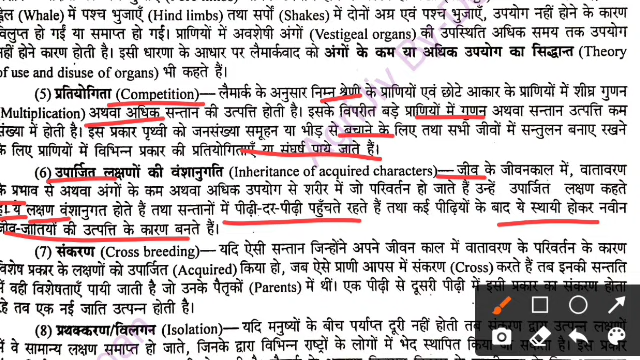 ह्वेल (Whale) में पश्च भुजाएँ (Hind limbs) तथा सर्पों (Shakes) में दोनों अग्र एवं पश्च भुजाएँ, उपयोग नहीं होने के कारण
विलुप्त हो गईं या समाप्त हो गईं। प्राणियों में अवशेषी अंगों (Vestigeal organs) की उपस्थिति अधिक समय तक उपयोग
नहीं होने कारण होती है। इसी धारणा के आधार पर लैमार्कवाद को अंगों के कम या अधिक उपयोग का सिद्धान्त (Theory
of use and disuse of organs) भी कहते हैं।
(5) प्रतियोगिता (Competition) — लैमार्क के अनुसार निम्न श्रेणी के प्राणियों एवं छोटे आकार के प्राणियों में शीघ्र गुणन
(Multiplication) अथवा अधिक सन्तान की उत्पत्ति होती है। इसके विपरीत बड़े प्राणियों में गुणन अथवा सन्तान उत्पत्ति कम
संख्या में होती है। इस प्रकार पृथ्वी को जनसंख्या समूहन या भीड़ से बचाने के लिए तथा सभी जीवों में सन्तुलन बनाए रखने
के लिए प्राणियों में विभिन्न प्रकार की प्रतियोगिताएँ या संघर्ष पाये जाते हैं।
(6) उपार्जित लक्षणों की वंशानुगति (Inheritance of acquired characters) — जीव के जीवनकाल में, वातावरण
के प्रभाव से अथवा अंगों के कम अथवा अधिक उपयोग से शरीर में जो परिवर्तन हो जाते हैं उन्हें उपार्जित लक्षण कहते
हैं। ये लक्षण वंशानुगत होते हैं तथा सन्तानों में पीढ़ी-दर-पीढ़ी पहुँचते रहते हैं तथा कई पीढ़ियों के बाद ये स्थायी होकर नवीन
जीव-जातियों की उत्पत्ति के कारण बनते हैं।
(7) संकरण (Cross breeding) — यदि ऐसी सन्तान जिन्होंने अपने जीवन काल में वातावरण के परिवर्तन के कारण
विशेष प्रकार के लक्षणों को उपार्जित (Acquired) किया हो, जब ऐसे प्राणी आपस में संकरण (Cross) करते हैं तब इनकी सन्तति
में वही विशेषताएँ पायी जाती है जो उनके पैतृकों (Parents) में थीं। एक पीढ़ी से दूसरी पीढ़ी में इसी प्रकार का संकरण होता
रहे तब एक नई जाति उत्पन्न होती है।
(8) प्रथक्करण/विलगन (Isolation) — यदि मनुष्यों के बीच पर्याप्त दूरी नहीं होती तब संकरण द्वारा उत्पन्न
में वे सामान्य लक्षण समाप्त हो जाते, जिनके द्वारा विभिन्न राष्ट्रों के लोगों में भेद स्थापित किया